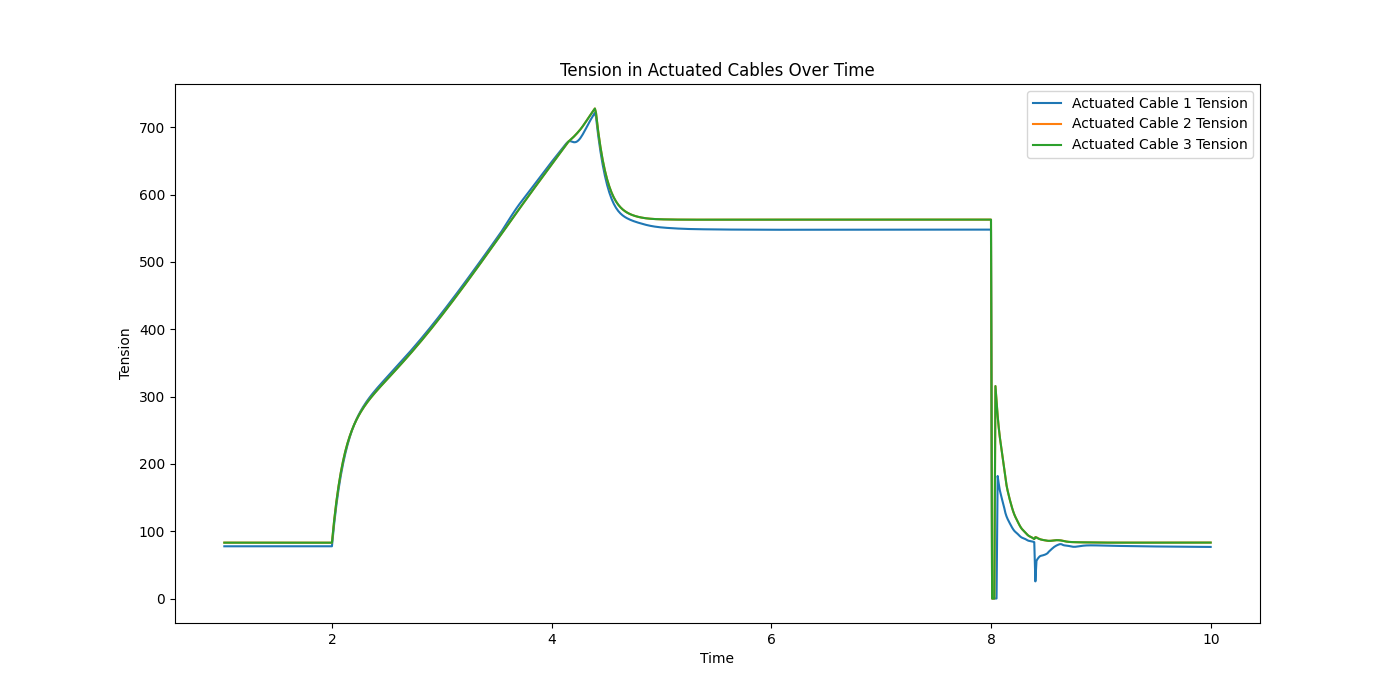 Tension in Actuated Cables Over Time
Actuated Cable 1 Tension
Actuated Cable 2 Tension
Actuated Cable 3 Tension
700
600
500
400
300
200
100
0
Tension
2 4 6 8 10
Time